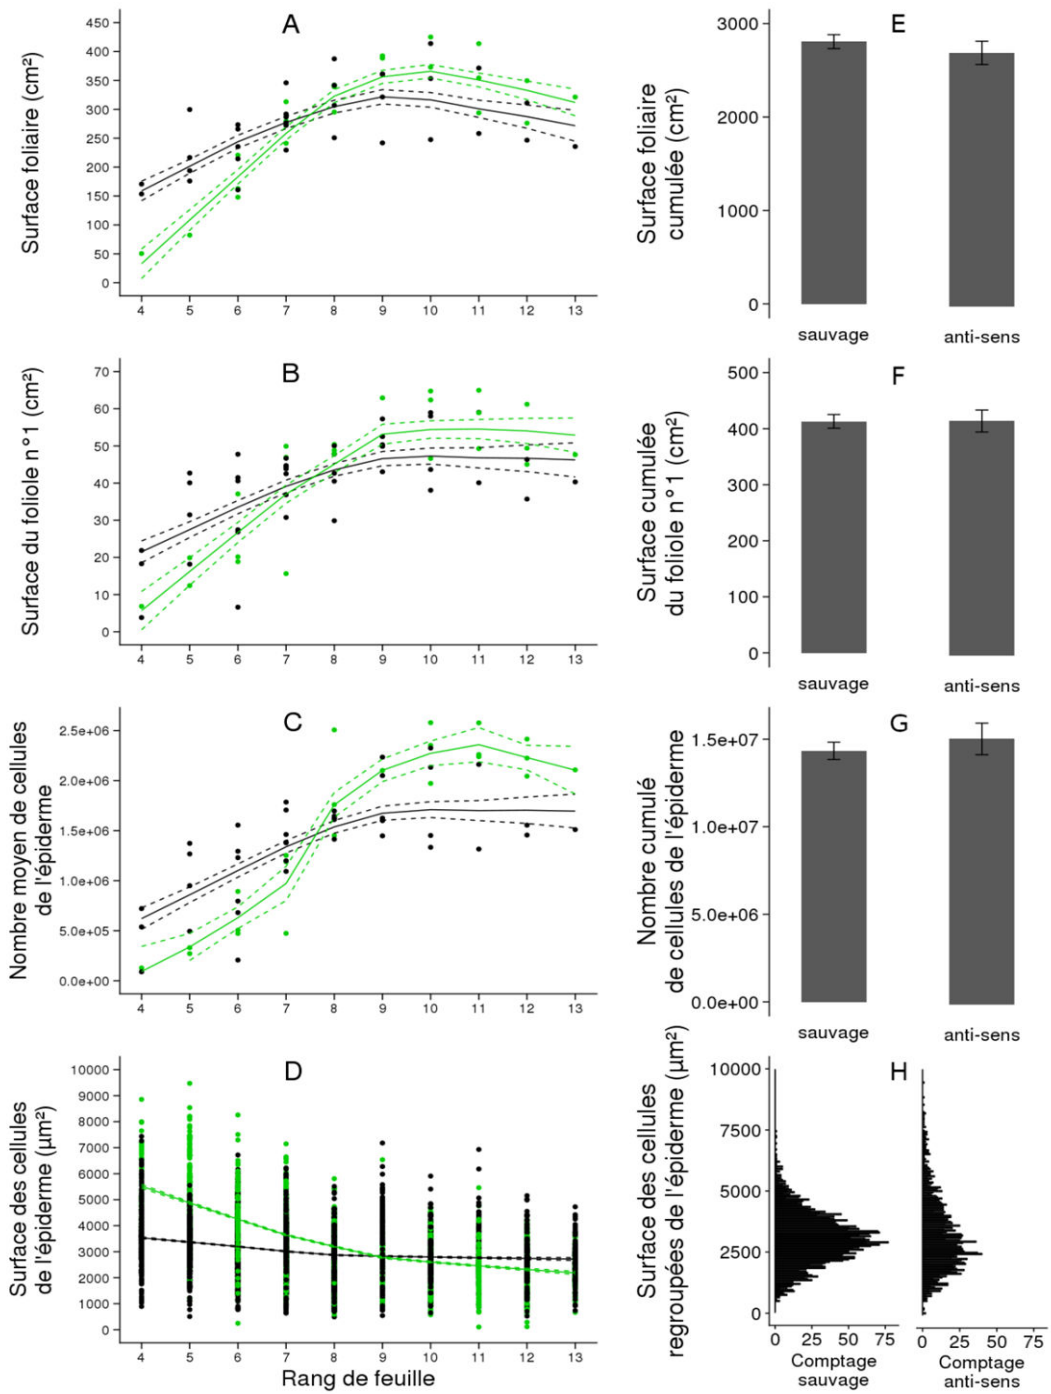 A
Surface foliaire (cm²)
450
400
350
300
250
200
150
100
50
0
4 5 6 7 8 9 10 11 12 13
E
Surface foliaire
cumulée (cm²)
3000
2000
1000
0
sauvage anti-sens
B
Surface du foliole n°1 (cm²)
70
60
50
40
30
20
10
0
4 5 6 7 8 9 10 11 12 13
F
Surface cumulée
du foliole n°1 (cm²)
500
400
300
200
100
0
sauvage anti-sens
C
Nombre moyen de cellules
de l'épiderme
2.5e+06
2.0e+06
1.5e+06
1.0e+06
5.0e+05
0.0e+00
4 5 6 7 8 9 10 11 12 13
G
Nombre cumulé
de cellules de l'épiderme
1.5e+07
1.0e+07
5.0e+06
0.0e+00
sauvage anti-sens
D
Surface des cellules
de l'épiderme (µm²)
10000
9000
8000
7000
6000
5000
4000
3000
2000
1000
0
4 5 6 7 8 9 10 11 12 13
Rang de feuille
H
Surface des cellules
regroupées de l'épiderme (µm²)
10000
7500
5000
2500
0
0 25 50 75 0 25 50 75
Comptage Comptage
sauvage anti-sens